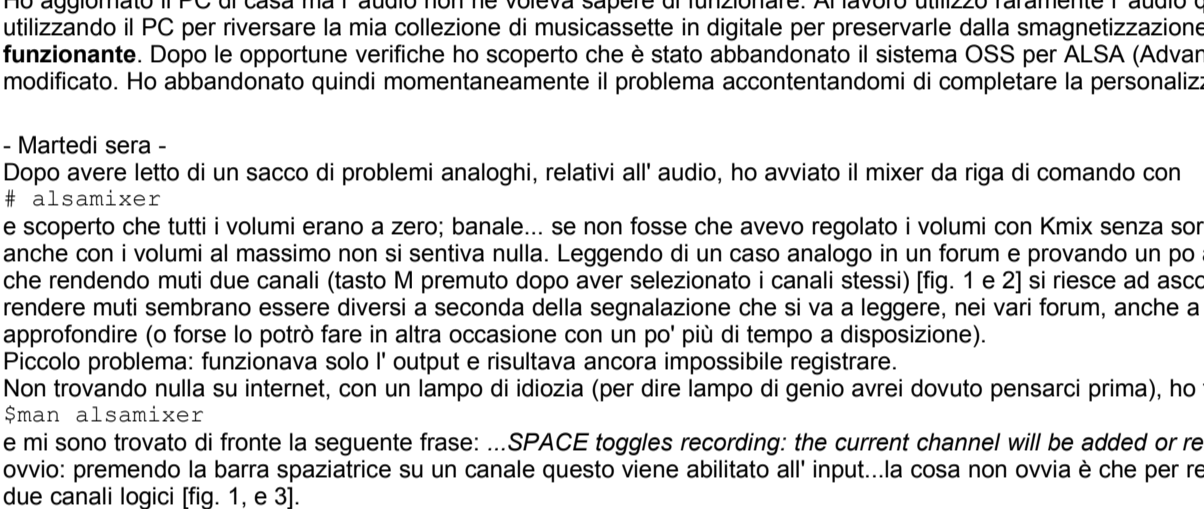 Ho aggiornato il PC di casa ma l' audio non ne voleva sapere di funzionare. Al lavoro utilizzo raramente l' audio
utilizzando il PC per riversare la mia collezione di musicassette in digitale per preservarle dalla smagnetizzazione
funzionante. Dopo le opportune verifiche ho scoperto che è stato abbandonato il sistema OSS per ALSA (Advan
modificato. Ho abbandonato quindi momentaneamente il problema accontentandomi di completare la personaliz
- Martedi sera -
Dopo avere letto di un sacco di problemi analoghi, relativi all' audio, ho avviato il mixer da riga di comando con
# alsamixer
e scoperto che tutti i volumi erano a zero; banale... se non fosse che avevo regolato i volumi con Kmix senza sor
anche con i volumi al massimo non si sentiva nulla. Leggendo di un caso analogo in un forum e provando un po
che rendendo muti due canali (tasto M premuto dopo aver selezionato i canali stessi) [fig. 1 e 2] si riesce ad asco
rendere muti sembrano essere diversi a seconda della segnalazione che si va a leggere, nei vari forum, anche a
approfondire (o forse lo potrò fare in altra occasione con un po' più di tempo a disposizione).
Piccolo problema: funzionava solo l' output e risultava ancora impossibile registrare.
Non trovando nulla su internet, con un lampo di idiozia (per dire lampo di genio avrei dovuto pensarci prima), ho
$man alsamixer
e mi sono trovato di fronte la seguente frase: ...SPACE toggles recording: the current channel will be added or re
ovvio: premendo la barra spaziatrice su un canale questo viene abilitato all' input...la cosa non ovvia è che per re
due canali logici [fig. 1, e 3].